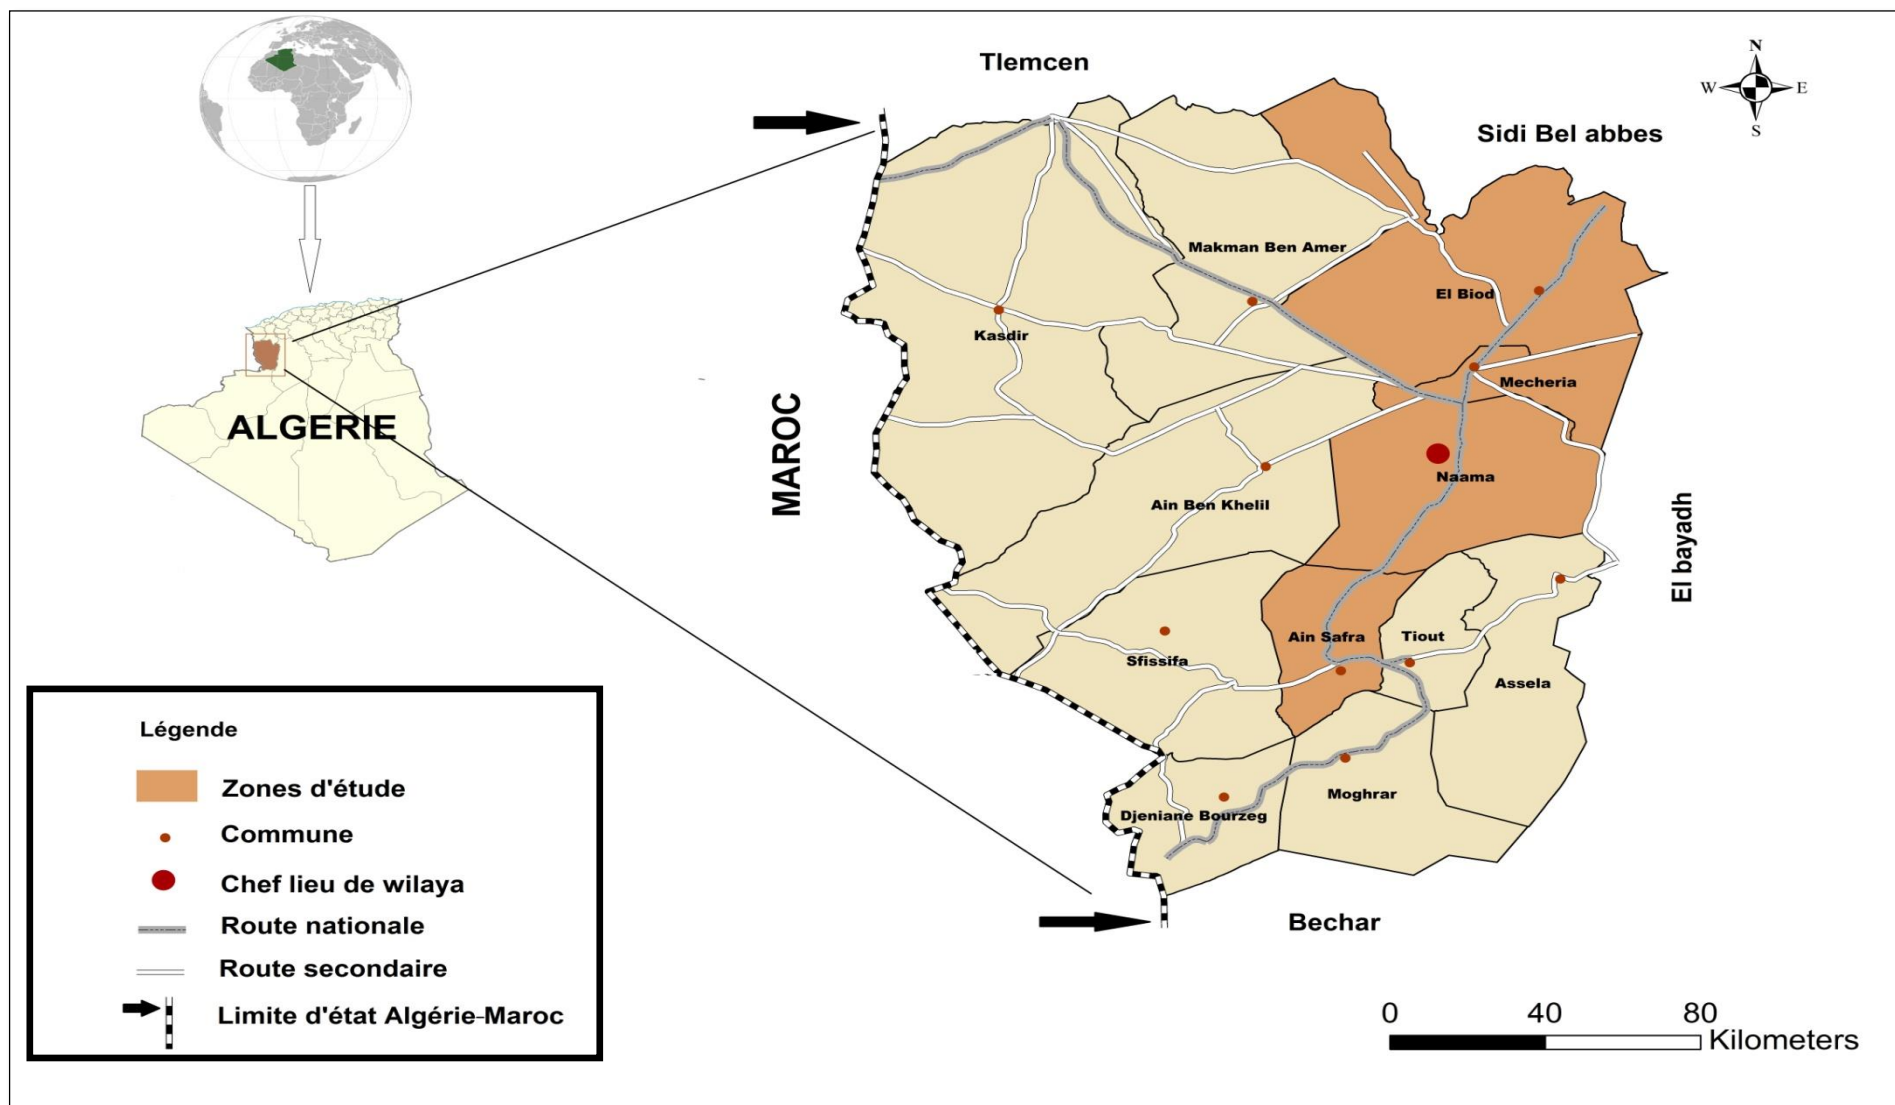 Tlemcen
N
W
E
S
Sidi Bel abbes
Makman Ben Amer
El Biod
Kasdir
Mecheria
ALGERIE
MAROC
Naama
Ain Ben Khelil
El bayadh
Ain Safra
Tiout
Sfissifa
Assela
Moghrar
Djeniane Bourzeg
Bechar
Légende
Zones d'étude
Commune
Chef lieu de wilaya
Route nationale
Route secondaire
Limite d'état Algérie-Maroc
0 40 80
Kilometers